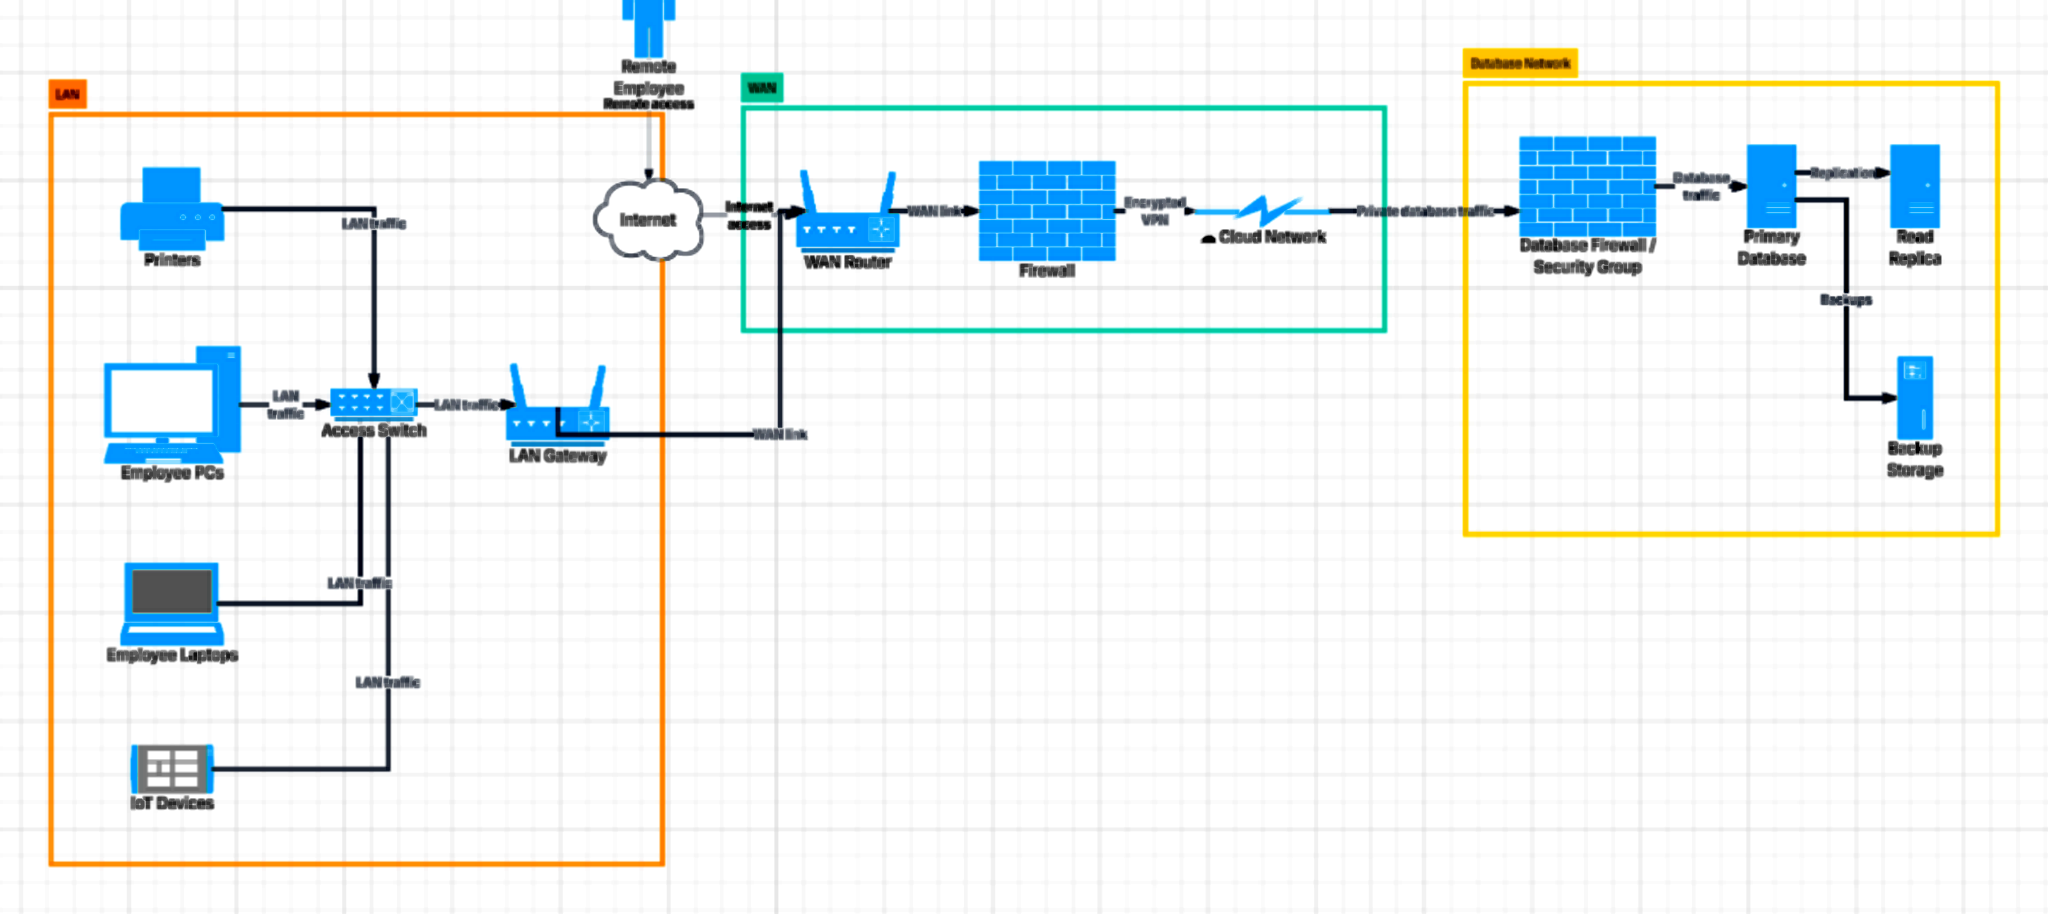 Remote
Employee
Remote access
LAN
WAN
Database Network
Printers
LAN traffic
Internet
Internet
access
WAN Router
WAN link
Firewall
Encrypted
VPN
Cloud Network
Private database traffic
Database Firewall /
Security Group
Database
traffic
Primary
Database
Replication
Read
Replica
Backups
Backup
Storage
Employee PCs
LAN
traffic
Access Switch
LAN traffic
LAN Gateway
WAN link
Employee Laptops
LAN traffic
LAN traffic
IoT Devices